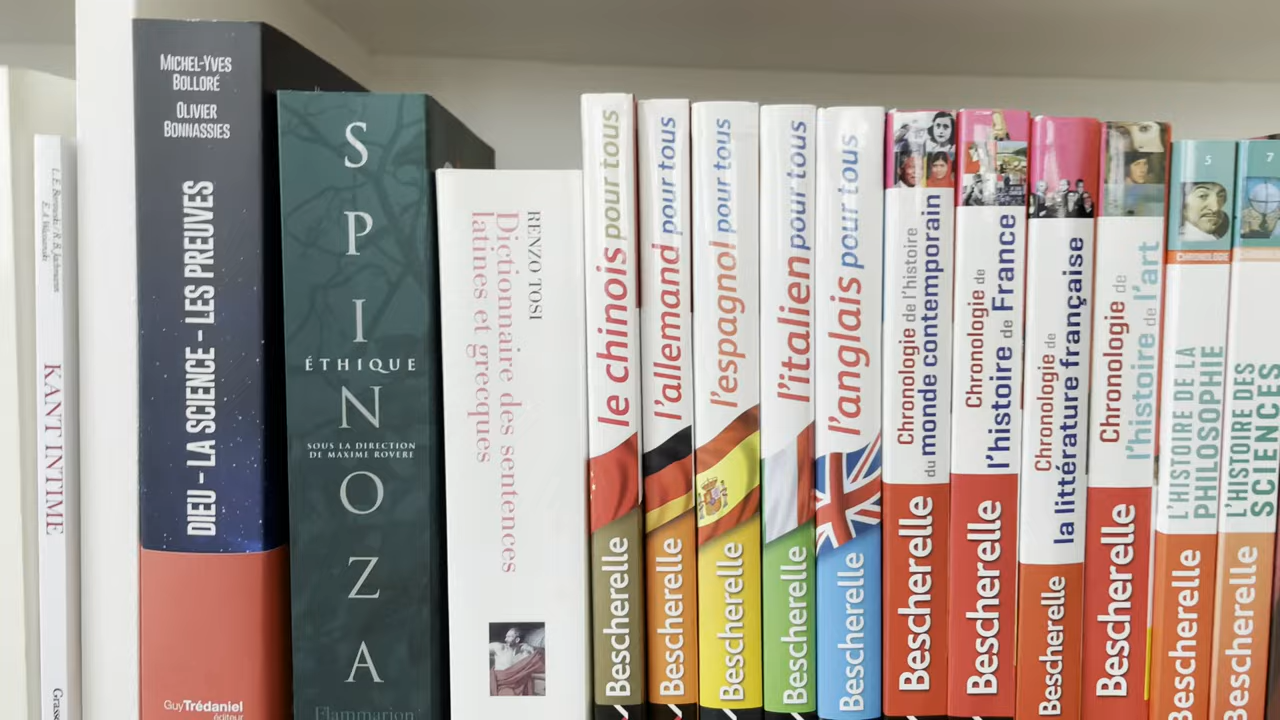 KANT INTIME
MICHEL-YVES
BOLLORÉ
OLIVIER
BONNASSIES
DIEU – LA SCIENCE – LES PREUVES
GuyTrédaniel
éditeur
SPINOZA
ÉTHIQUE
SOUS LA DIRECTION
DE MAXIME ROVERE
Flammarion
RENZO TOSI
Dictionnaire des sentences
latines et grecques
le chinois pour tous
Bescherelle
l'allemand pour tous
Bescherelle
l'espagnol pour tous
Bescherelle
l'italien pour tous
Bescherelle
l'anglais pour tous
Bescherelle
Chronologie de l'histoire
du monde contemporain
Bescherelle
Chronologie de
l'histoire de France
Bescherelle
Chronologie de
la littérature française
Bescherelle
Chronologie de
l'histoire de l'art
Bescherelle
5
CHRONOLOGIE
L'HISTOIRE DE LA
PHILOSOPHIE
Bescherelle
7
L'HISTOIRE DES
SCIENCES
Bescherelle